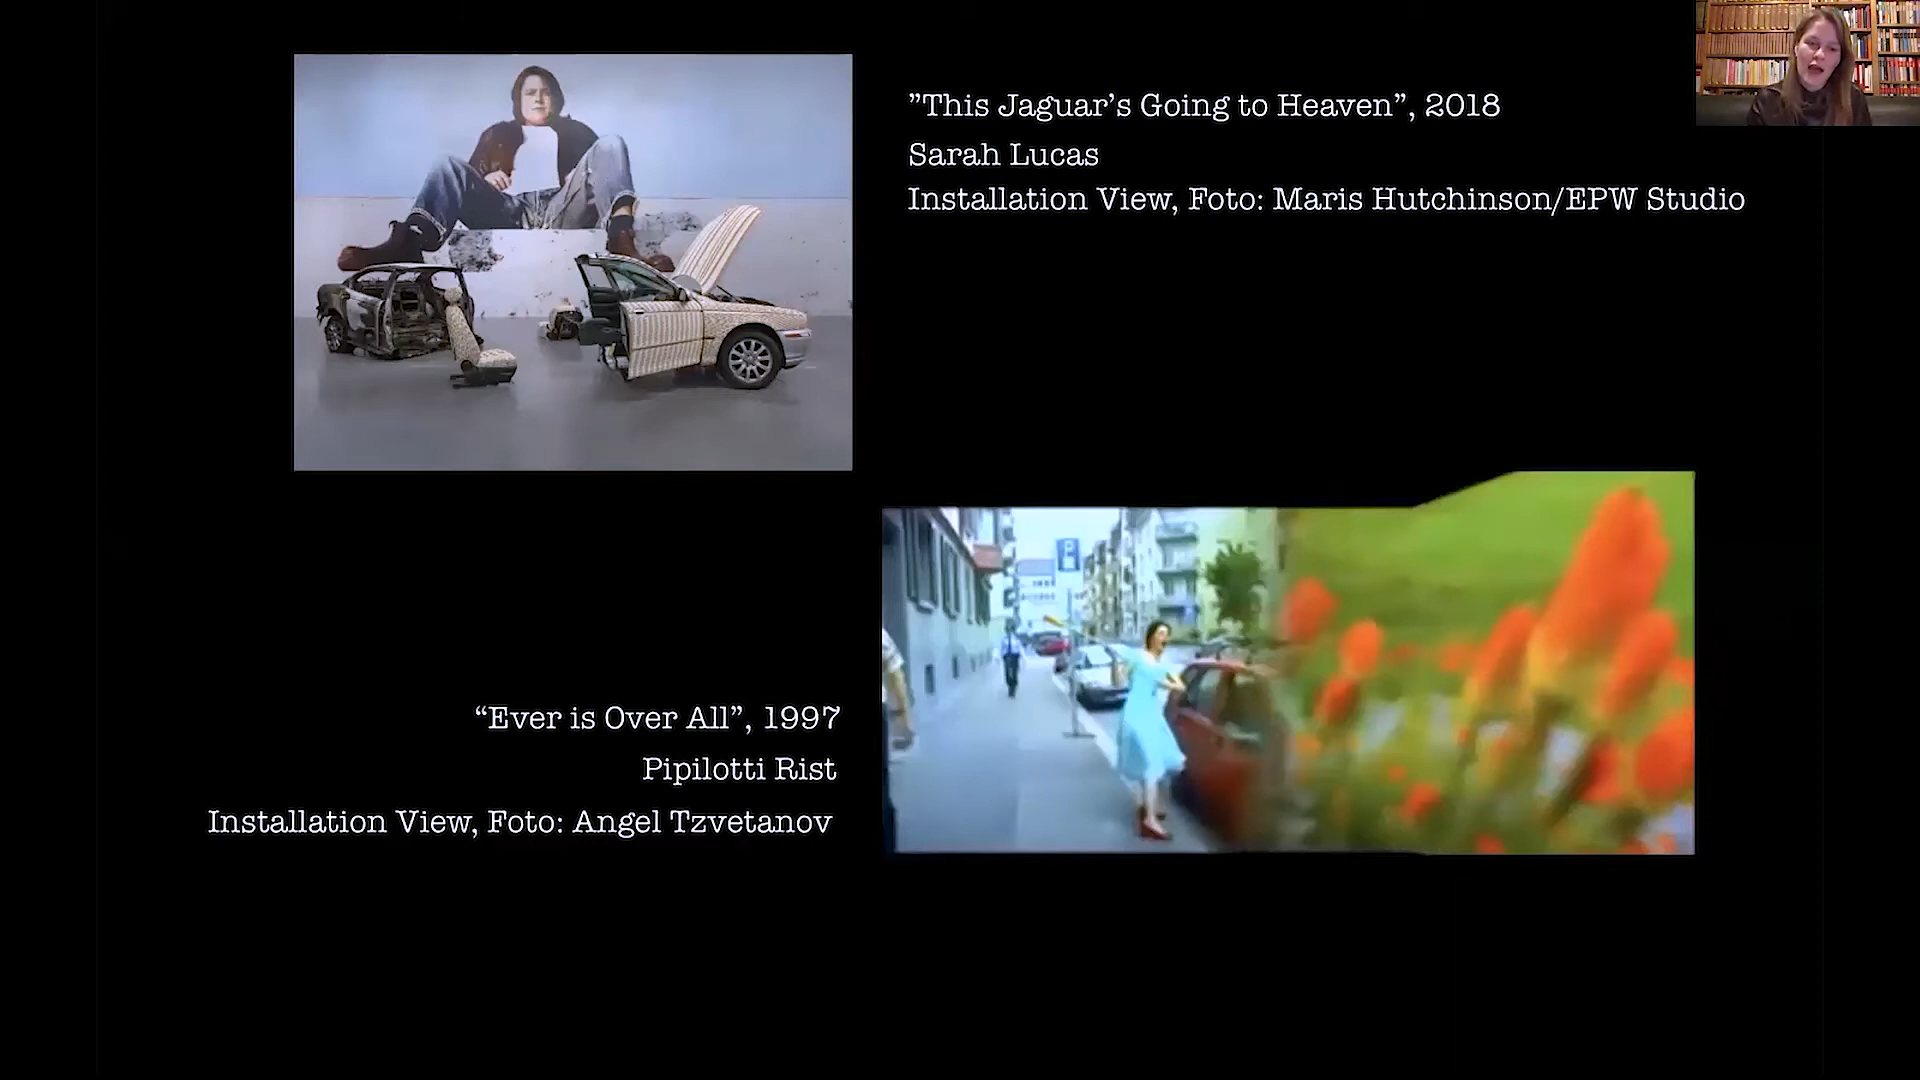 ”This Jaguar’s Going to Heaven”, 2018
Sarah Lucas
Installation View, Foto: Maris Hutchinson/EPW Studio
P
“Ever is Over All”, 1997
Pipilotti Rist
Installation View, Foto: Angel Tzvetanov